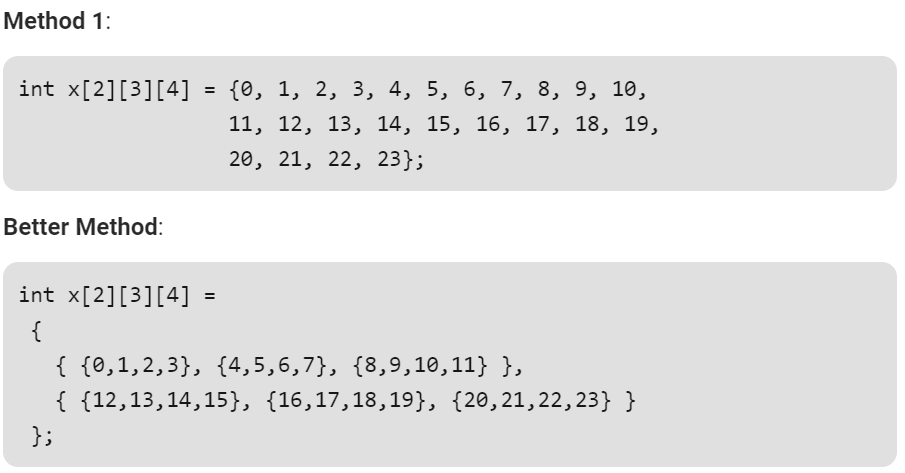 Method 1:
int x[2][3][4] = {0, 1, 2, 3, 4, 5, 6, 7, 8, 9, 10,
11, 12, 13, 14, 15, 16, 17, 18, 19,
20, 21, 22, 23};
Better Method:
int x[2][3][4] =
{
{ {0,1,2,3}, {4,5,6,7}, {8,9,10,11} },
{ {12,13,14,15}, {16,17,18,19}, {20,21,22,23} }
};